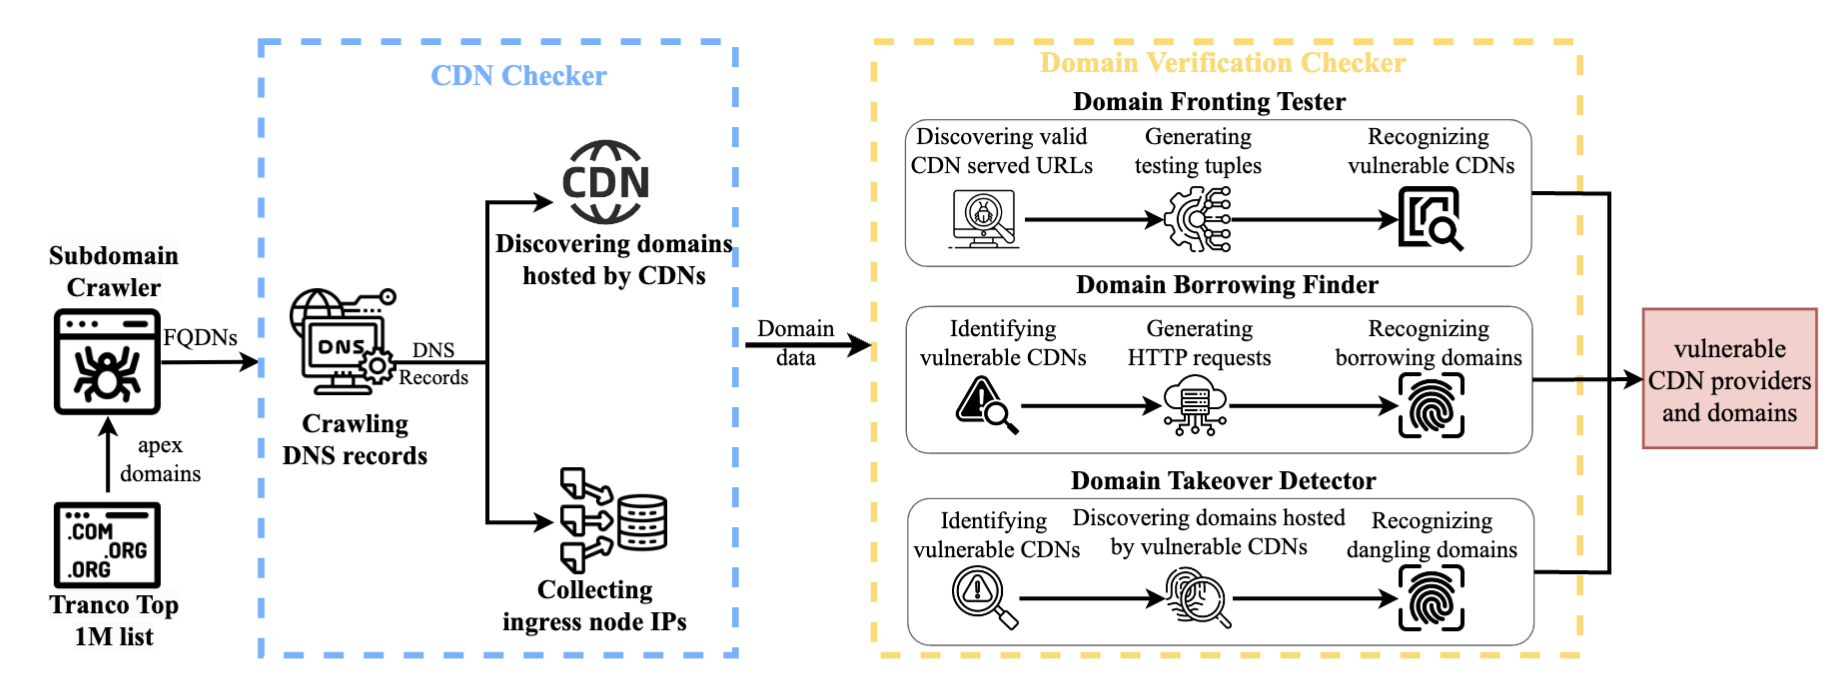 Tranco Top
1M list
.COM
.ORG
.ORG
apex
domains
Subdomain
Crawler
FQDNs
CDN Checker
DNS
Crawling
DNS records
DNS
Records
CDN
Discovering domains
hosted by CDNs
Collecting
ingress node IPs
Domain
data
Domain Verification Checker
Domain Fronting Tester
Discovering valid
CDN served URLs
Generating
testing tuples
Recognizing
vulnerable CDNs
Domain Borrowing Finder
Identifying
vulnerable CDNs
Generating
HTTP requests
Recognizing
borrowing domains
Domain Takeover Detector
Identifying
vulnerable CDNs
Discovering domains hosted
by vulnerable CDNs
Recognizing
dangling domains
vulnerable
CDN providers
and domains